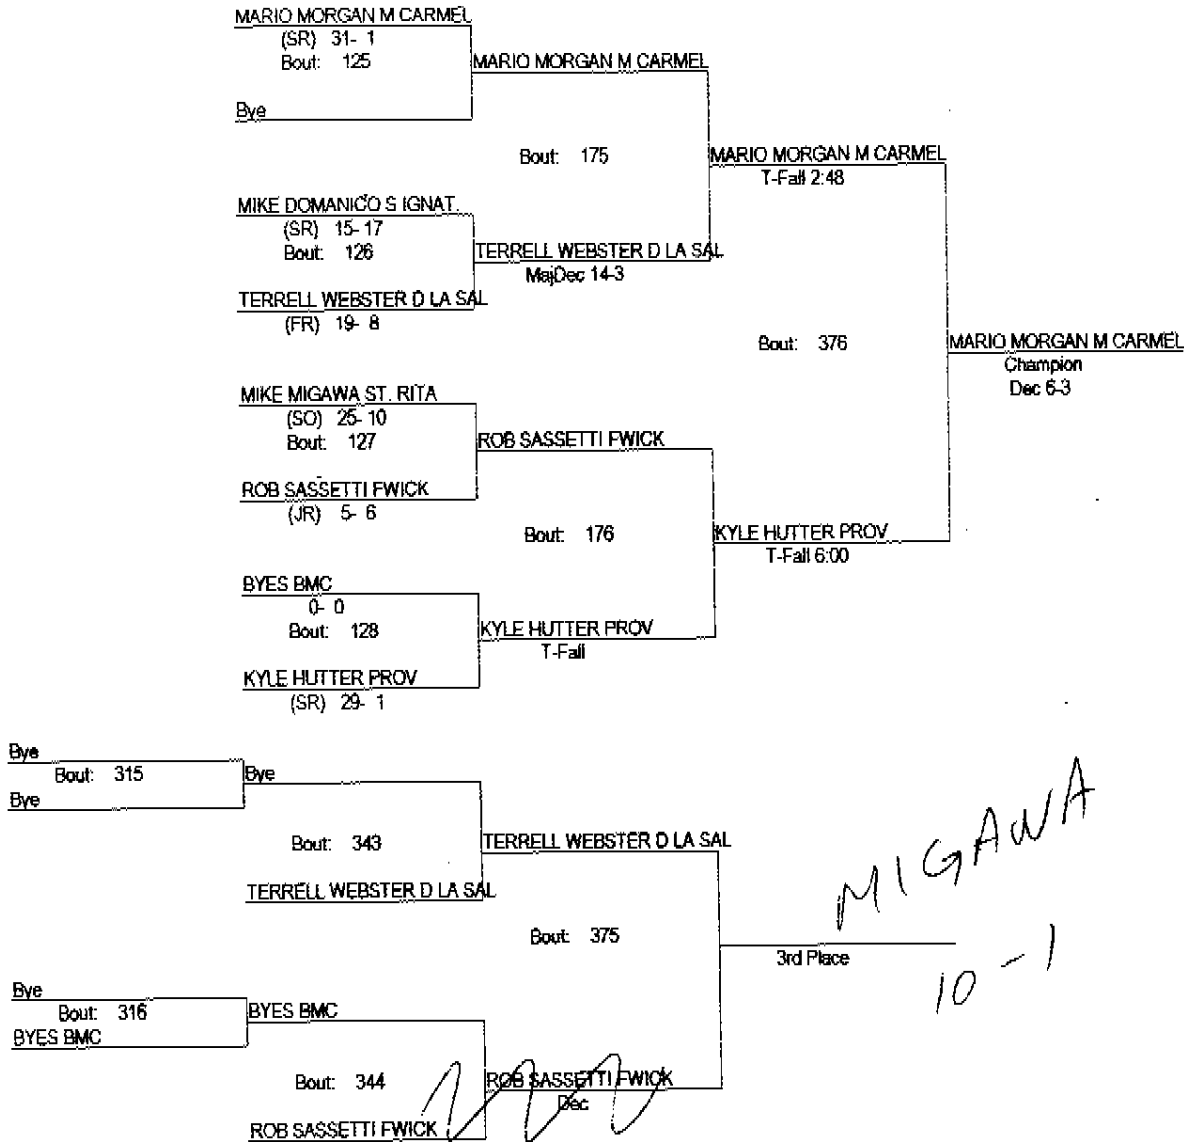 MARIO MORGAN M CARMEL
(SR) 31- 1
Bout: 125
MARIO MORGAN M CARMEL
Bye
Bout: 175
MARIO MORGAN M CARMEL
T-Fall 2:48
MIKE DOMANICO S IGNAT.
(SR) 15- 17
Bout: 126
TERRELL WEBSTER D LA SAL
MajDec 14-3
TERRELL WEBSTER D LA SAL
(FR) 19- 8
Bout: 376
MARIO MORGAN M CARMEL
Champion
Dec 6-3
MIKE MIGAWA ST. RITA
(SO) 25- 10
Bout: 127
ROB SASSETTI FWICK
ROB SASSETTI FWICK
(JR) 5- 6
Bout: 176
KYLE HUTTER PROV
T-Fall 6:00
BYES BMC
0- 0
Bout: 128
KYLE HUTTER PROV
T-Fall
KYLE HUTTER PROV
(SR) 29- 1
Bye
Bout: 315
Bye
Bye
Bout: 343
TERRELL WEBSTER D LA SAL
TERRELL WEBSTER D LA SAL
MIGAWA
Bout: 375
3rd Place
10-1
Bye
Bout: 316
BYES BMC
BYES BMC
Bout: 344
ROB SASSETTI FWICK
Dec
ROB SASSETTI FWICK